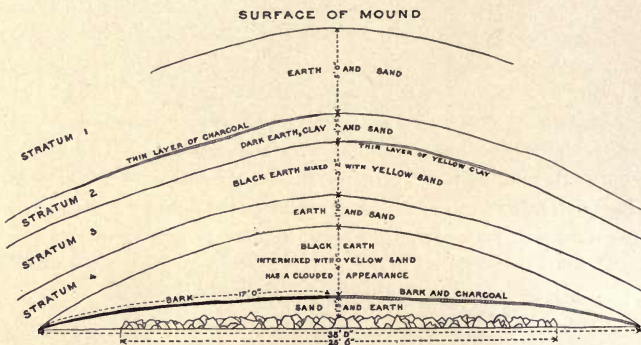 SURFACE OF MOUND
EARTH AND SAND
STRATUM 1
THIN LAYER OF CHARCOAL
DARK EARTH, CLAY AND SAND
THIN LAYER OF YELLOW CLAY
STRATUM 2
BLACK EARTH MIXED WITH YELLOW SAND
STRATUM 3
EARTH AND SAND
STRATUM 4
BLACK EARTH
INTERMIXED WITH YELLOW SAND
HAS A CLOUDED APPEARANCE
BARK 17'0"
BARK AND CHARCOAL
SAND AND EARTH